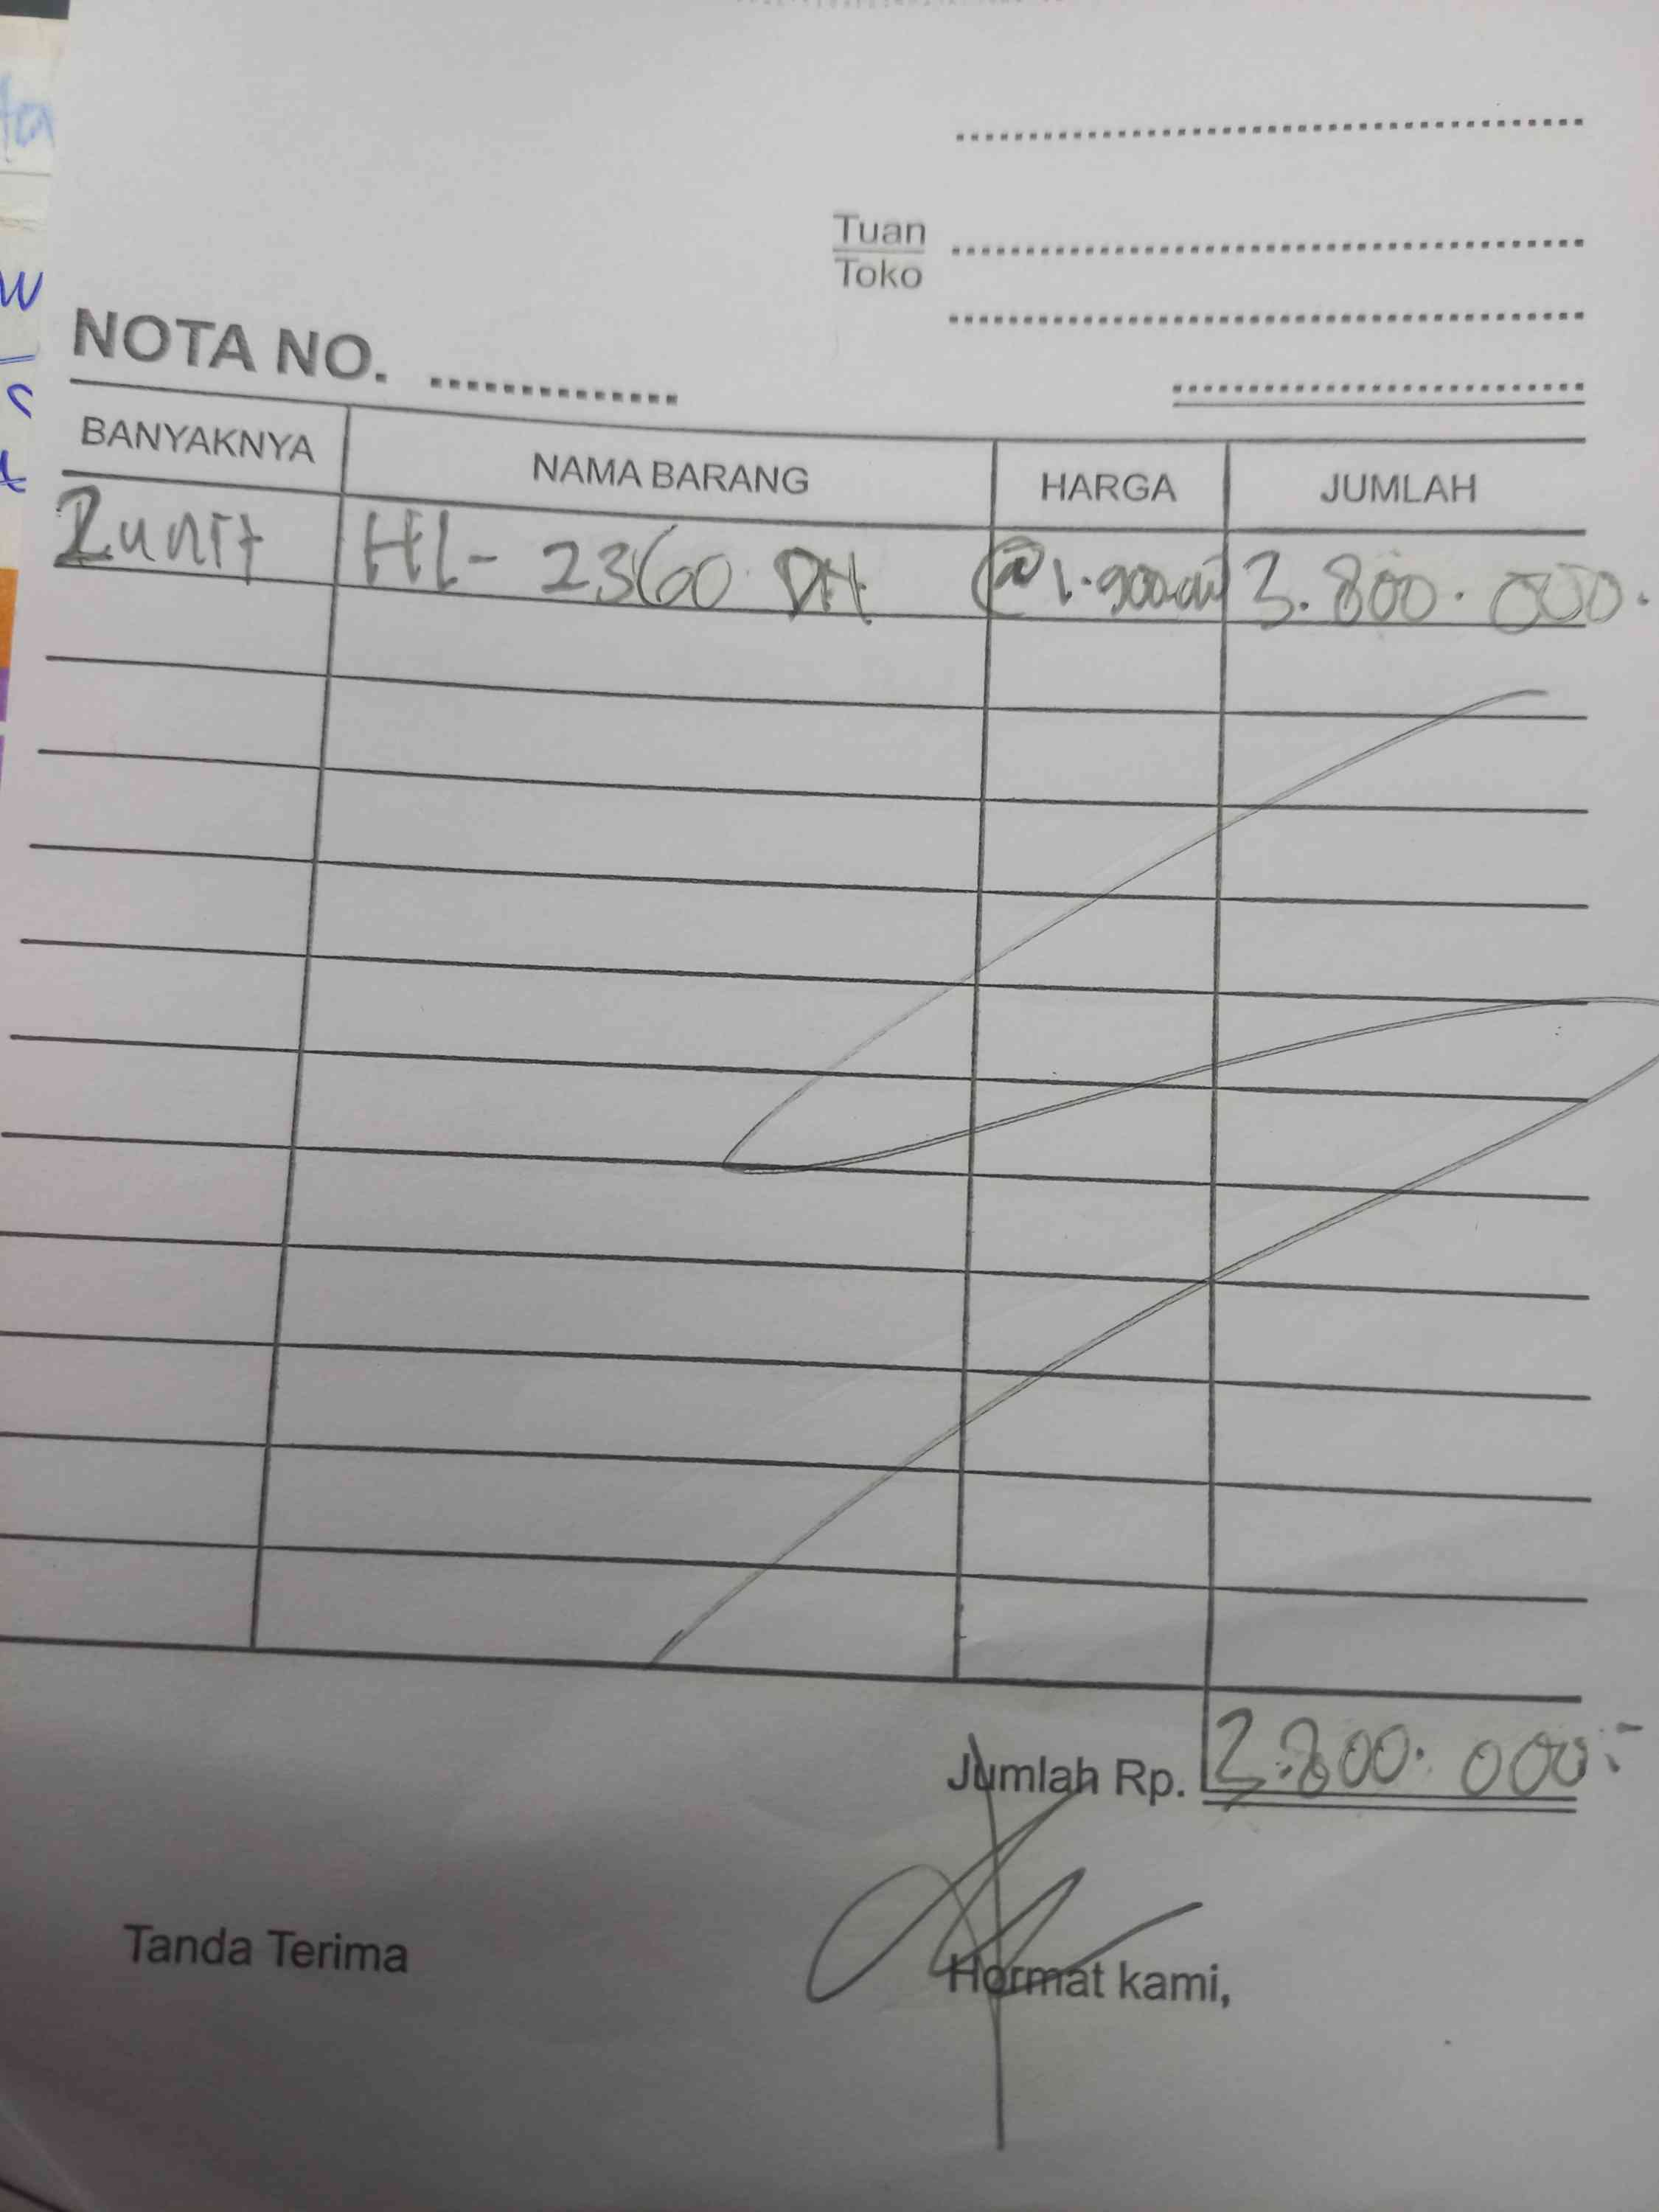 Tuan
Toko
NOTA NO.
BANYAKNYA NAMA BARANG HARGA JUMLAH
2 unit HL - 2360 DN @ 1.900.000 3.800.000.
Jumlah Rp. 3.800.000.-
Tanda Terima Hormat kami,